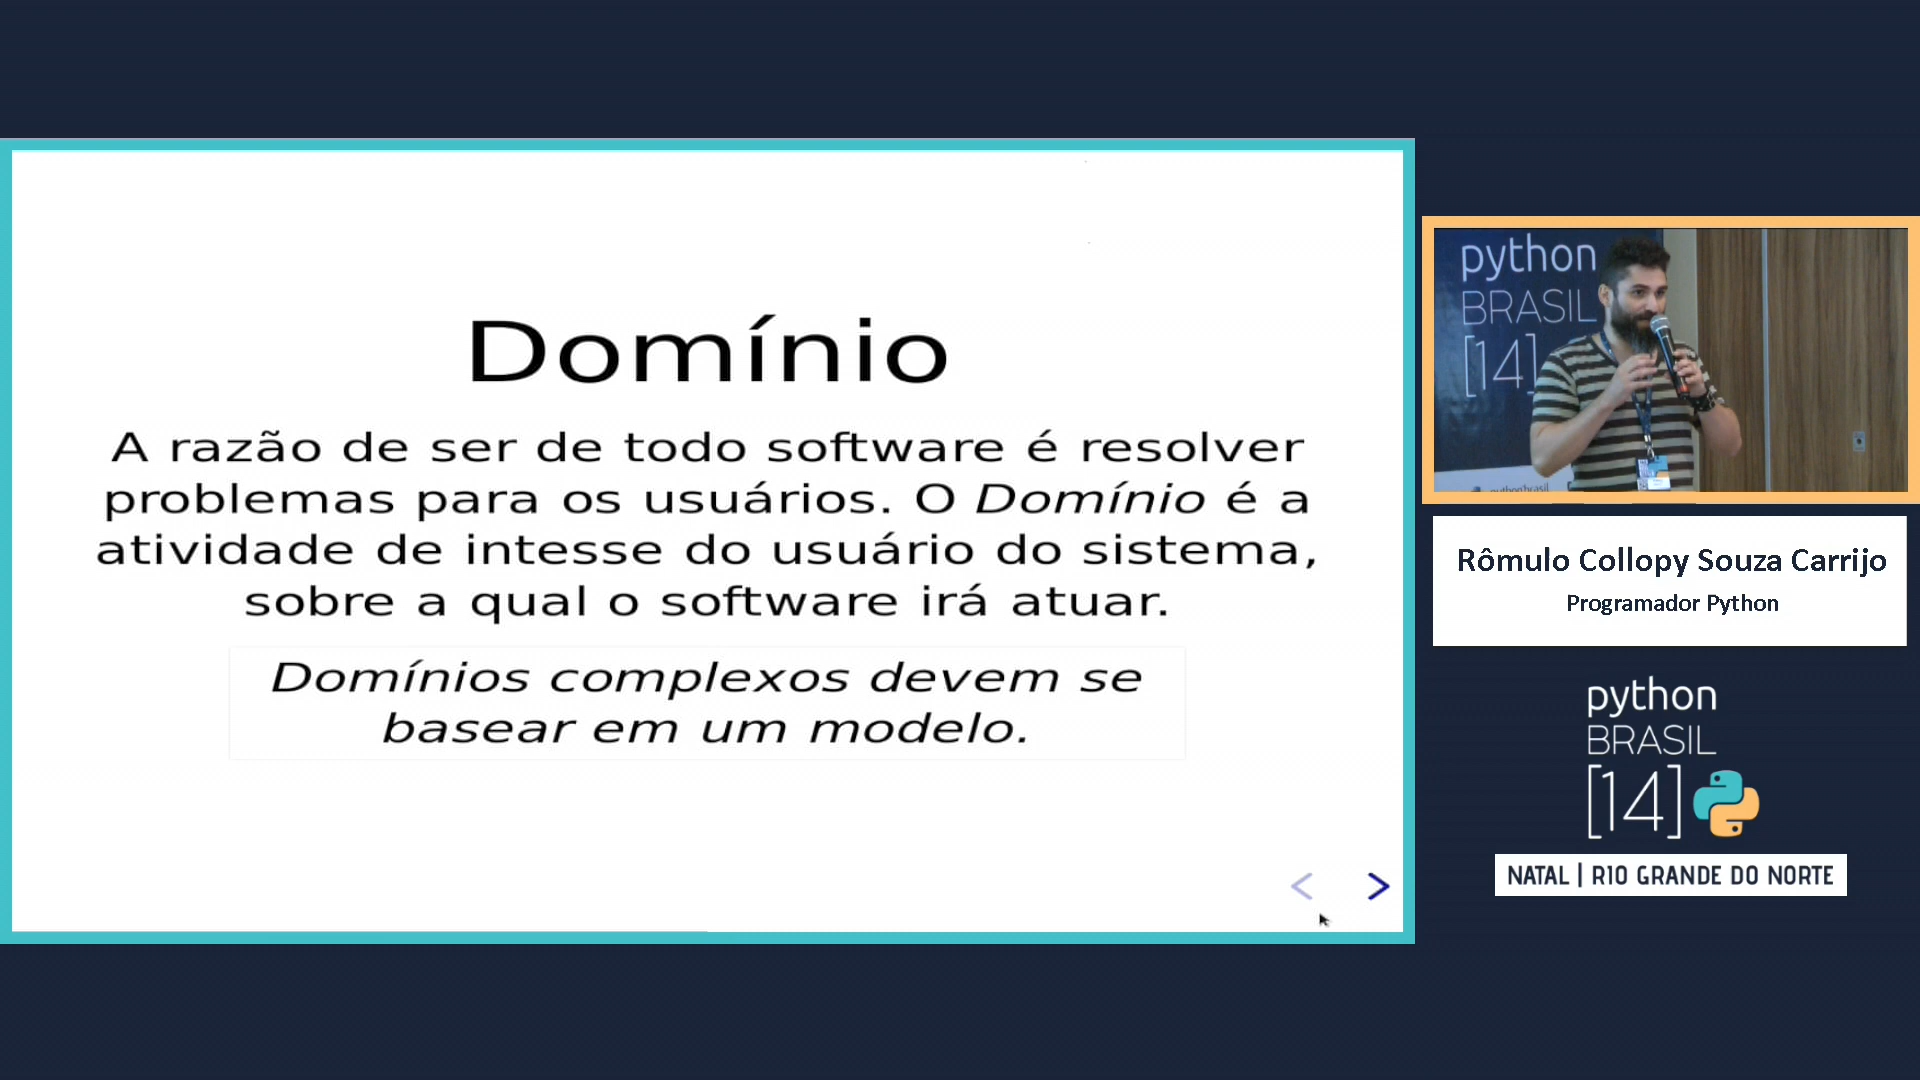 Domínio
A razão de ser de todo software é resolver
problemas para os usuários. O Domínio é a
atividade de intesse do usuário do sistema,
sobre a qual o software irá atuar.
Domínios complexos devem se
basear em um modelo.
< >
python
BRASIL
[14]
pythonbrasil
Rômulo Collopy Souza Carrijo
Programador Python
python
BRASIL
[14]
NATAL | RIO GRANDE DO NORTE